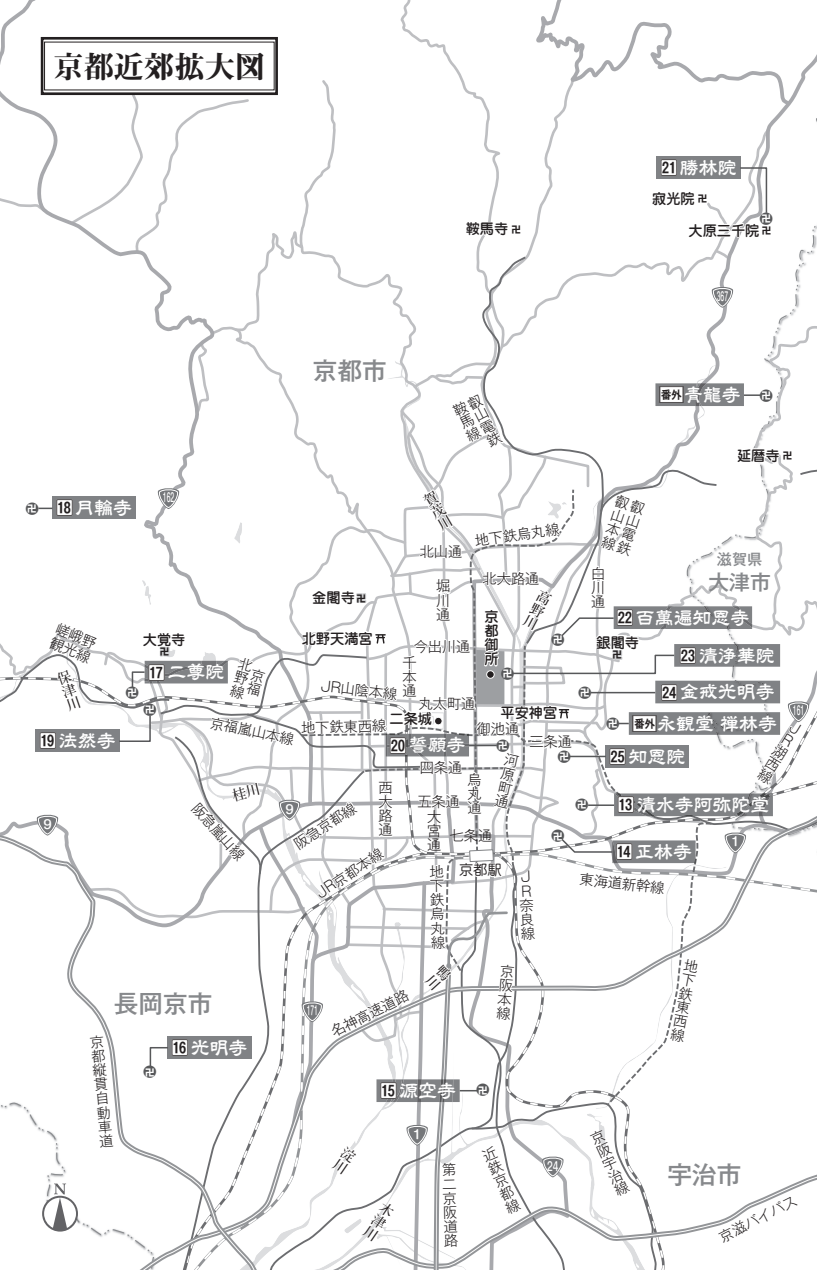 京都近郊拡大図
21 勝林院
寂光院
鞍馬寺
大原三千院
367
京都市
番外 青龍寺
叡山電鉄
鞍馬線
延暦寺
162
18 月輪寺
賀茂川
叡山電鉄
叡山本線
地下鉄烏丸線
北山通
滋賀県
大津市
北大路通
白川通
堀川通
高野川
金閣寺
京都御所
22 百萬遍知恩寺
嵯峨野
観光線
大覚寺
北野天満宮
今出川通
銀閣寺
23 清浄華院
17 二尊院
京福
北野線
千本通
保津川
JR山陰本線
24 金戒光明寺
丸太町通
平安神宮
161
二条城
番外 永観堂 禅林寺
京福嵐山本線
地下鉄東西線
御池通
19 法然寺
20 誓願寺
三条通
JR湖西線
25 知恩院
四条通
河原町通
烏丸通
桂川
西大路通
9
五条通
13 清水寺阿弥陀堂
阪急嵐山線
阪急京都線
大宮通
9
七条通
1
14 正林寺
JR京都本線
京都駅
地下鉄烏丸線
JR奈良線
東海道新幹線
鴨川
京阪本線
地下鉄東西線
長岡京市
171
名神高速道路
京都縦貫自動車道
16 光明寺
15 源空寺
1
淀川
京阪宇治線
近鉄京都線
24
第二京阪道路
宇治市
N
木津川
京滋バイパス